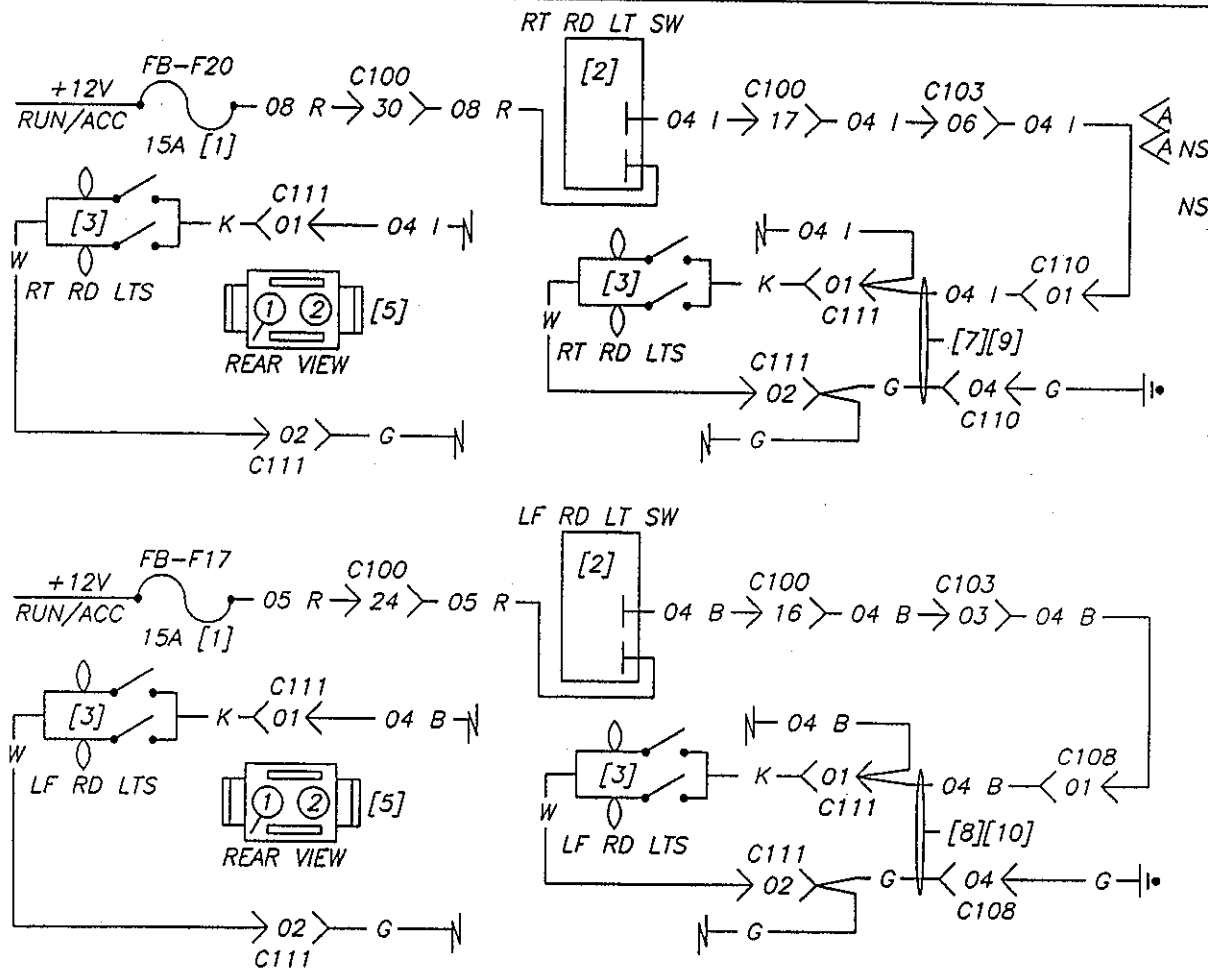 RT RD LT SW
FB-F20
C100
[2]
+12V
08 R
30
08 R
RUN/ACC
15A [1]
04 I
C100
17
04 I
C103
06
04 I
A
A NS
NS
[3]
K
C111
01
04 I
W
RT RD LTS
1 2
[5]
REAR VIEW
02
G
C111
04 I
[3]
K
01
C111
04 I
C110
01
W
RT RD LTS
[7][9]
C111
02
G
04
G
C110
G
LF RD LT SW
FB-F17
C100
[2]
+12V
05 R
24
05 R
RUN/ACC
15A [1]
04 B
C100
16
04 B
C103
03
04 B
[3]
K
C111
01
04 B
W
LF RD LTS
1 2
[5]
REAR VIEW
02
G
C111
04 B
[3]
K
01
C111
04 B
C108
01
W
LF RD LTS
[8][10]
C111
02
G
04
G
C108
G